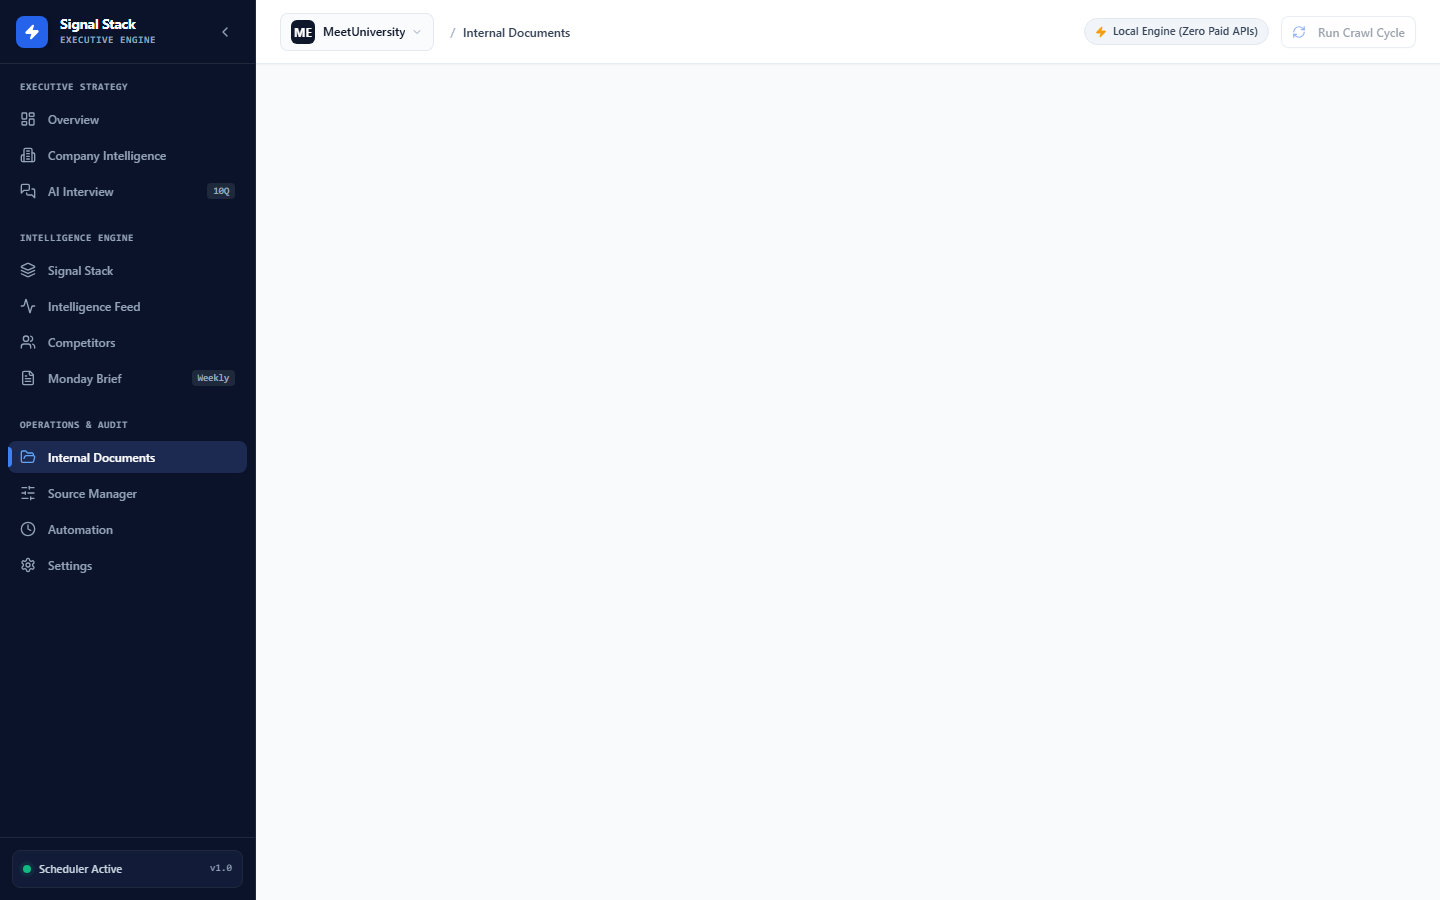 Signal Stack
EXECUTIVE ENGINE
EXECUTIVE STRATEGY
Overview
Company Intelligence
AI Interview 10Q
INTELLIGENCE ENGINE
Signal Stack
Intelligence Feed
Competitors
Monday Brief Weekly
OPERATIONS & AUDIT
Internal Documents
Source Manager
Automation
Settings
Scheduler Active v1.0
ME MeetUniversity / Internal Documents
Local Engine (Zero Paid APIs)
Run Crawl Cycle